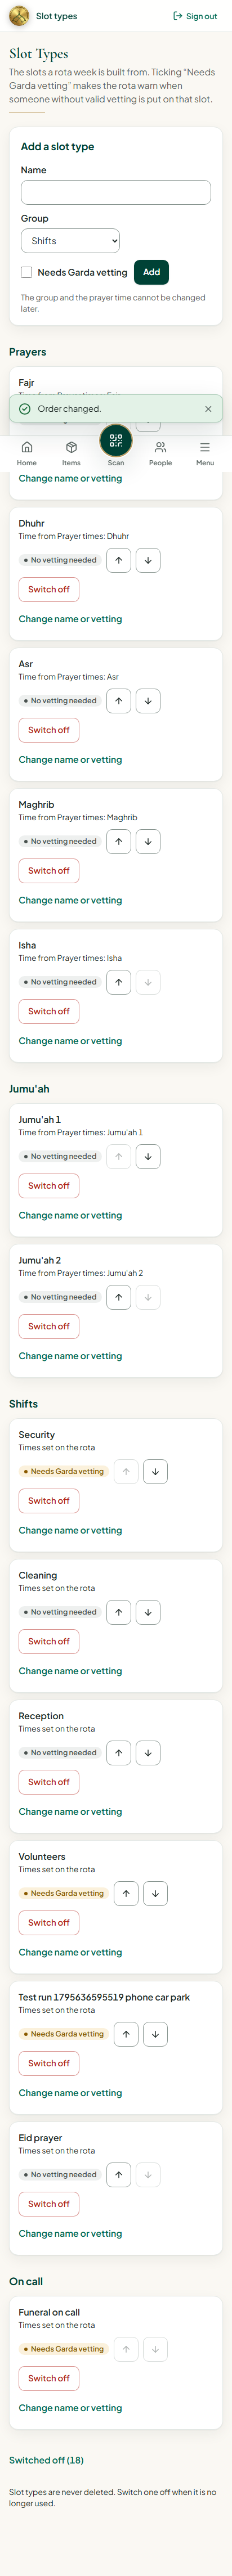 Slot types
Sign out
Slot Types
The slots a rota week is built from. Ticking "Needs
Garda vetting" makes the rota warn when
someone without valid vetting is put on that slot.
Add a slot type
Name
Group
Shifts
Needs Garda vetting
Add
The group and the prayer time cannot be changed
later.
Prayers
Fajr
Order changed.
Home
Items
Scan
People
Menu
Change name or vetting
Dhuhr
Time from Prayer times: Dhuhr
No vetting needed
Switch off
Change name or vetting
Asr
Time from Prayer times: Asr
No vetting needed
Switch off
Change name or vetting
Maghrib
Time from Prayer times: Maghrib
No vetting needed
Switch off
Change name or vetting
Isha
Time from Prayer times: Isha
No vetting needed
Switch off
Change name or vetting
Jumu'ah
Jumu'ah 1
Time from Prayer times: Jumu'ah 1
No vetting needed
Switch off
Change name or vetting
Jumu'ah 2
Time from Prayer times: Jumu'ah 2
No vetting needed
Switch off
Change name or vetting
Shifts
Security
Times set on the rota
Needs Garda vetting
Switch off
Change name or vetting
Cleaning
Times set on the rota
No vetting needed
Switch off
Change name or vetting
Reception
Times set on the rota
No vetting needed
Switch off
Change name or vetting
Volunteers
Times set on the rota
Needs Garda vetting
Switch off
Change name or vetting
Test run 1795636595519 phone car park
Times set on the rota
Needs Garda vetting
Switch off
Change name or vetting
Eid prayer
Times set on the rota
No vetting needed
Switch off
Change name or vetting
On call
Funeral on call
Times set on the rota
Needs Garda vetting
Switch off
Change name or vetting
Switched off (18)
Slot types are never deleted. Switch one off when it is no
longer used.